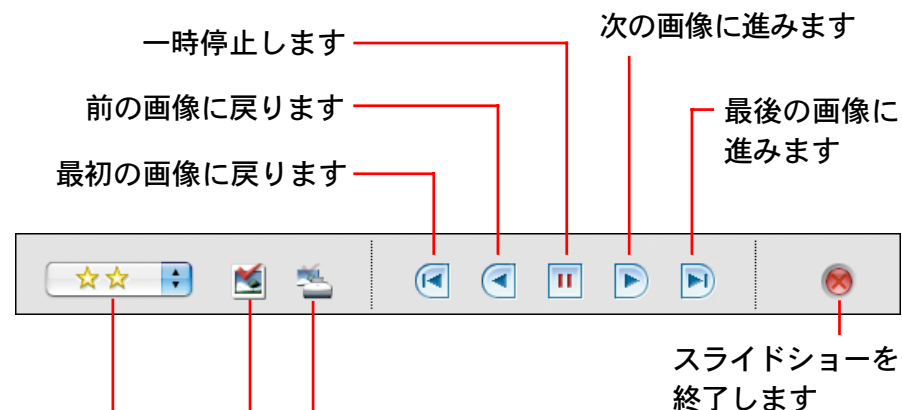 一時停止します
次の画像に進みます
前の画像に戻ります
最後の画像に
進みます
最初の画像に戻ります
スライドショーを
終了します